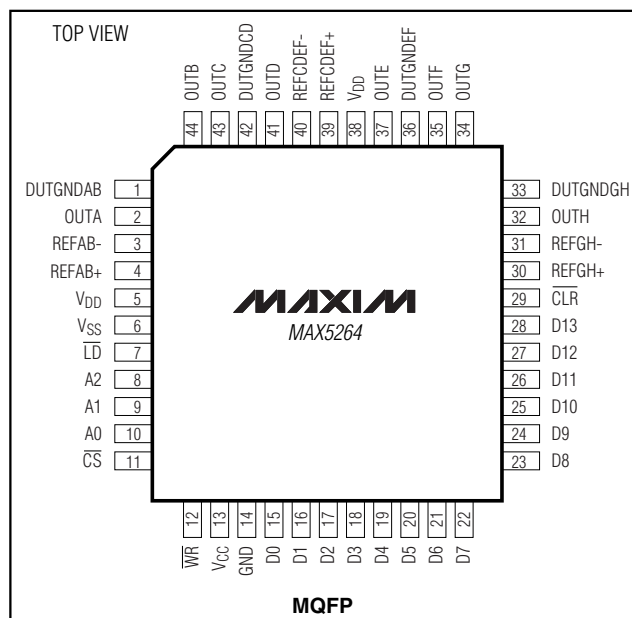 TOP VIEW
OUTB
OUTC
DUTGNDCD
OUTD
REFCDEF-
REFCDEF+
VDD
OUTE
DUTGNDEF
OUTF
OUTG
44
43
42
41
40
39
38
37
36
35
34
DUTGNDAB 1
OUTA 2
REFAB- 3
REFAB+ 4
VDD 5
VSS 6
L̅D̅ 7
A2 8
A1 9
A0 10
C̅S̅ 11
MAXIM
MAX5264
33 DUTGNDGH
32 OUTH
31 REFGH-
30 REFGH+
29 C̅L̅R̅
28 D13
27 D12
26 D11
25 D10
24 D9
23 D8
12
13
14
15
16
17
18
19
20
21
22
W̅R̅
VCC
GND
D0
D1
D2
D3
D4
D5
D6
D7
MQFP